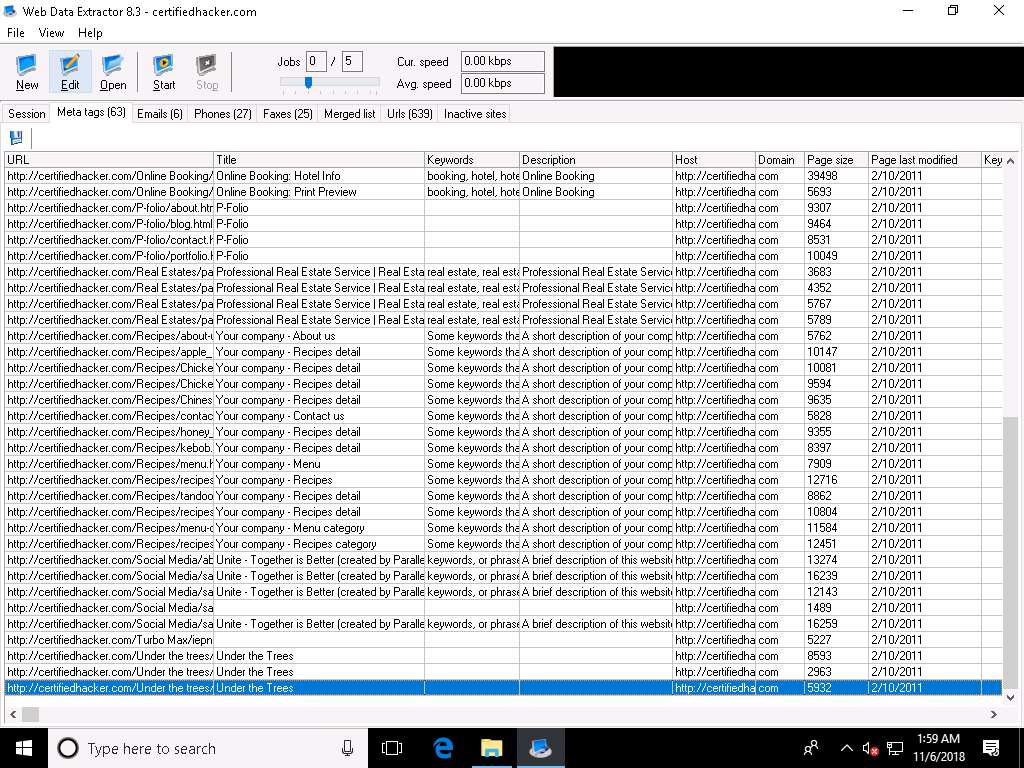 Web Data Extractor 8.3 - certifiedhacker.com
File View Help
New Edit Open Start Stop Jobs 0 / 5 Cur. speed 0.00 kbps Avg. speed 0.00 kbps
Session Meta tags (63) Emails (6) Phones (27) Faxes (25) Merged list Urls (639) Inactive sites
URL Title Keywords Description Host Domain Page size Page last modified Key
http://certifiedhacker.com/Online Booking/ Online Booking: Hotel Info booking, hotel, hote Online Booking http://certifiedha com 39498 2/10/2011
http://certifiedhacker.com/Online Booking/ Online Booking: Print Preview booking, hotel, hote Online Booking http://certifiedha com 5693 2/10/2011
http://certifiedhacker.com/P-folio/about.htm P-Folio http://certifiedha com 9307 2/10/2011
http://certifiedhacker.com/P-folio/blog.html P-Folio http://certifiedha com 9464 2/10/2011
http://certifiedhacker.com/P-folio/contact.h P-Folio http://certifiedha com 8531 2/10/2011
http://certifiedhacker.com/P-folio/portfolio.h P-Folio http://certifiedha com 10049 2/10/2011
http://certifiedhacker.com/Real Estates/pa Professional Real Estate Service | Real Esta real estate, real esta Professional Real Estate Service http://certifiedha com 3683 2/10/2011
http://certifiedhacker.com/Real Estates/pa Professional Real Estate Service | Real Esta real estate, real esta Professional Real Estate Service http://certifiedha com 4352 2/10/2011
http://certifiedhacker.com/Real Estates/pa Professional Real Estate Service | Real Esta real estate, real esta Professional Real Estate Service http://certifiedha com 5767 2/10/2011
http://certifiedhacker.com/Real Estates/pa Professional Real Estate Service | Real Esta real estate, real esta Professional Real Estate Service http://certifiedha com 5789 2/10/2011
http://certifiedhacker.com/Recipes/about-u Your company - About us Some keywords tha A short description of your comp http://certifiedha com 5762 2/10/2011
http://certifiedhacker.com/Recipes/apple_ Your company - Recipes detail Some keywords tha A short description of your comp http://certifiedha com 10147 2/10/2011
http://certifiedhacker.com/Recipes/Chicke Your company - Recipes detail Some keywords tha A short description of your comp http://certifiedha com 10081 2/10/2011
http://certifiedhacker.com/Recipes/Chicke Your company - Recipes detail Some keywords tha A short description of your comp http://certifiedha com 9594 2/10/2011
http://certifiedhacker.com/Recipes/Chines Your company - Recipes detail Some keywords tha A short description of your comp http://certifiedha com 9635 2/10/2011
http://certifiedhacker.com/Recipes/contac Your company - Contact us Some keywords tha A short description of your comp http://certifiedha com 5828 2/10/2011
http://certifiedhacker.com/Recipes/honey_ Your company - Recipes detail Some keywords tha A short description of your comp http://certifiedha com 9355 2/10/2011
http://certifiedhacker.com/Recipes/kebob. Your company - Recipes detail Some keywords tha A short description of your comp http://certifiedha com 8397 2/10/2011
http://certifiedhacker.com/Recipes/menu.h Your company - Menu Some keywords tha A short description of your comp http://certifiedha com 7909 2/10/2011
http://certifiedhacker.com/Recipes/recipes Your company - Recipes Some keywords tha A short description of your comp http://certifiedha com 12716 2/10/2011
http://certifiedhacker.com/Recipes/tandoo Your company - Recipes detail Some keywords tha A short description of your comp http://certifiedha com 8862 2/10/2011
http://certifiedhacker.com/Recipes/recipes Your company - Recipes detail Some keywords tha A short description of your comp http://certifiedha com 10804 2/10/2011
http://certifiedhacker.com/Recipes/menu-c Your company - Menu category Some keywords tha A short description of your comp http://certifiedha com 11584 2/10/2011
http://certifiedhacker.com/Recipes/recipes Your company - Recipes category Some keywords tha A short description of your comp http://certifiedha com 12451 2/10/2011
http://certifiedhacker.com/Social Media/ab Unite - Together is Better (created by Paralle keywords, or phrase A brief description of this website http://certifiedha com 13274 2/10/2011
http://certifiedhacker.com/Social Media/sa Unite - Together is Better (created by Paralle keywords, or phrase A brief description of this website http://certifiedha com 16239 2/10/2011
http://certifiedhacker.com/Social Media/sa Unite - Together is Better (created by Paralle keywords, or phrase A brief description of this website http://certifiedha com 12143 2/10/2011
http://certifiedhacker.com/Social Media/sa http://certifiedha com 1489 2/10/2011
http://certifiedhacker.com/Social Media/sa Unite - Together is Better (created by Paralle keywords, or phrase A brief description of this website http://certifiedha com 16259 2/10/2011
http://certifiedhacker.com/Turbo Max/iepn http://certifiedha com 5227 2/10/2011
http://certifiedhacker.com/Under the trees/ Under the Trees http://certifiedha com 8593 2/10/2011
http://certifiedhacker.com/Under the trees/ Under the Trees http://certifiedha com 2963 2/10/2011
http://certifiedhacker.com/Under the trees/ Under the Trees http://certifiedha com 5932 2/10/2011
Type here to search 1:59 AM
11/6/2018